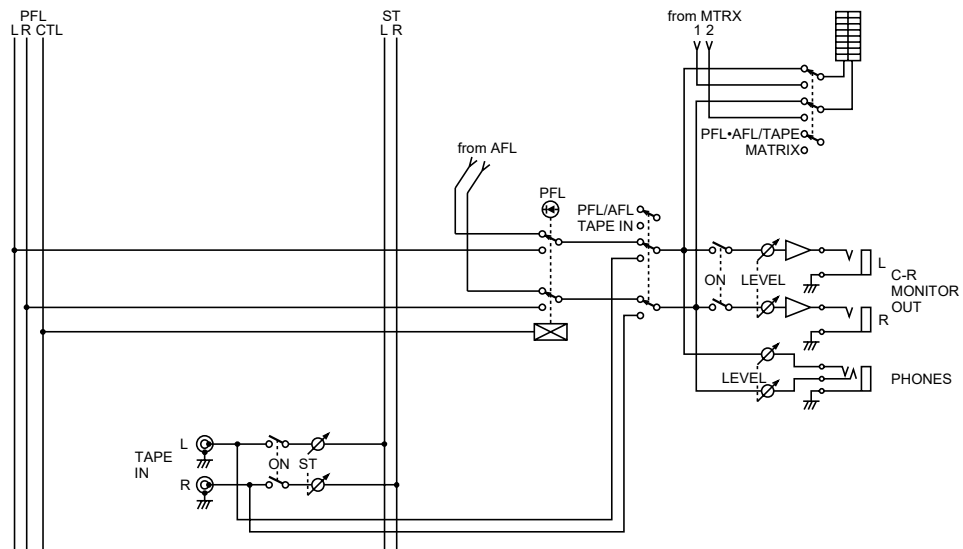 PFL
L R CTL
ST
L R
from MTRX
1 2
PFL•AFL/TAPE
MATRIX
from AFL
PFL
PFL/AFL
TAPE IN
ON
LEVEL
L
R
C-R
MONITOR
OUT
LEVEL
PHONES
TAPE
IN
L
R
ON
ST